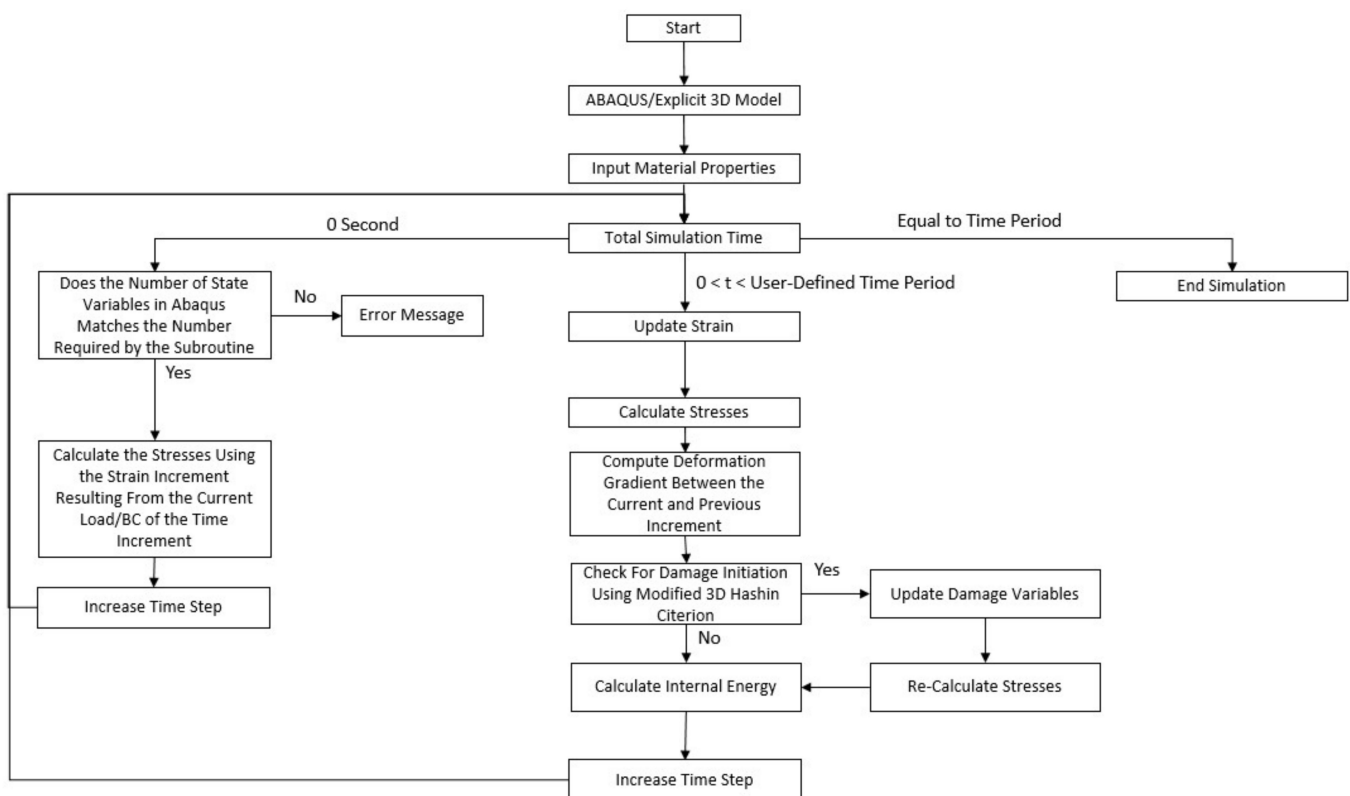 Start
ABAQUS/Explicit 3D Model
Input Material Properties
0 Second
Total Simulation Time
Equal to Time Period
Does the Number of State
Variables in Abaqus
Matches the Number
Required by the Subroutine
No
Error Message
0 < t < User-Defined Time Period
End Simulation
Update Strain
Yes
Calculate Stresses
Calculate the Stresses Using
the Strain Increment
Resulting From the Current
Load/BC of the Time
Increment
Compute Deformation
Gradient Between the
Current and Previous
Increment
Increase Time Step
Check For Damage Initiation
Using Modified 3D Hashin
Citerion
Yes
Update Damage Variables
No
Calculate Internal Energy
Re-Calculate Stresses
Increase Time Step